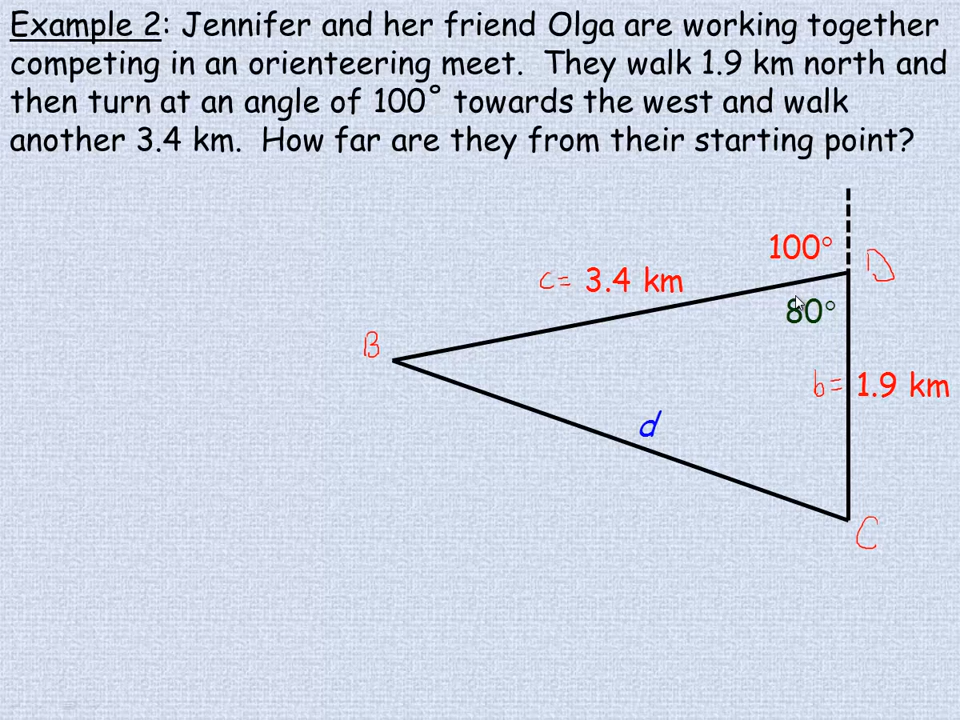 Example 2: Jennifer and her friend Olga are working together
competing in an orienteering meet. They walk 1.9 km north and
then turn at an angle of 100˚ towards the west and walk
another 3.4 km. How far are they from their starting point?
100°
D
c= 3.4 km
80°
B
b= 1.9 km
d
C